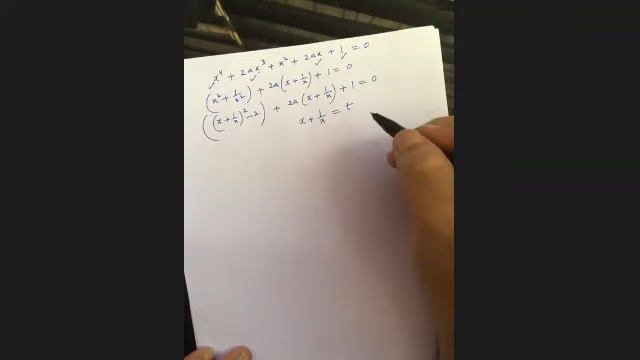 x⁴ + 2ax³ + x² + 2ax + 1 = 0
(x² + 1/x²) + 2a(x + 1/x) + 1 = 0
((x + 1/x)² - 2) + 2a(x + 1/x) + 1 = 0
x + 1/x = t